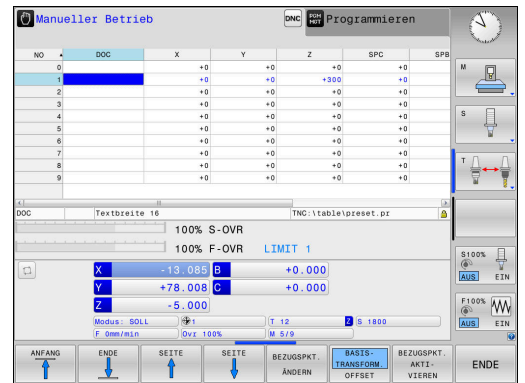 Manueller Betrieb
DNC
PGM
MGT
Programmieren
NO DOC X Y Z SPC SPB
0 +0 +0 +0 +0
1 +0 +0 +300 +0
2 +0 +0 +0 +0
3 +0 +0 +0 +0
4 +0 +0 +0 +0
5 +0 +0 +0 +0
6 +0 +0 +0 +0
7 +0 +0 +0 +0
8 +0 +0 +0 +0
9 +0 +0 +0 +0
DOC Textbreite 16 TNC:\table\preset.pr
100% S-OVR
100% F-OVR LIMIT 1
X -13.085 B +0.000
Y +78.008 C +0.000
Z -5.000
Modus: SOLL 1 T 12 Z S 1800
F 0mm/min Ovr 100% M 5/9
M
S
T
S100%
AUS EIN
F100%
AUS EIN
ANFANG
ENDE
SEITE
SEITE
BEZUGSPKT.
ÄNDERN
BASIS-
TRANSFORM.
OFFSET
BEZUGSPKT.
AKTI-
VIEREN
ENDE